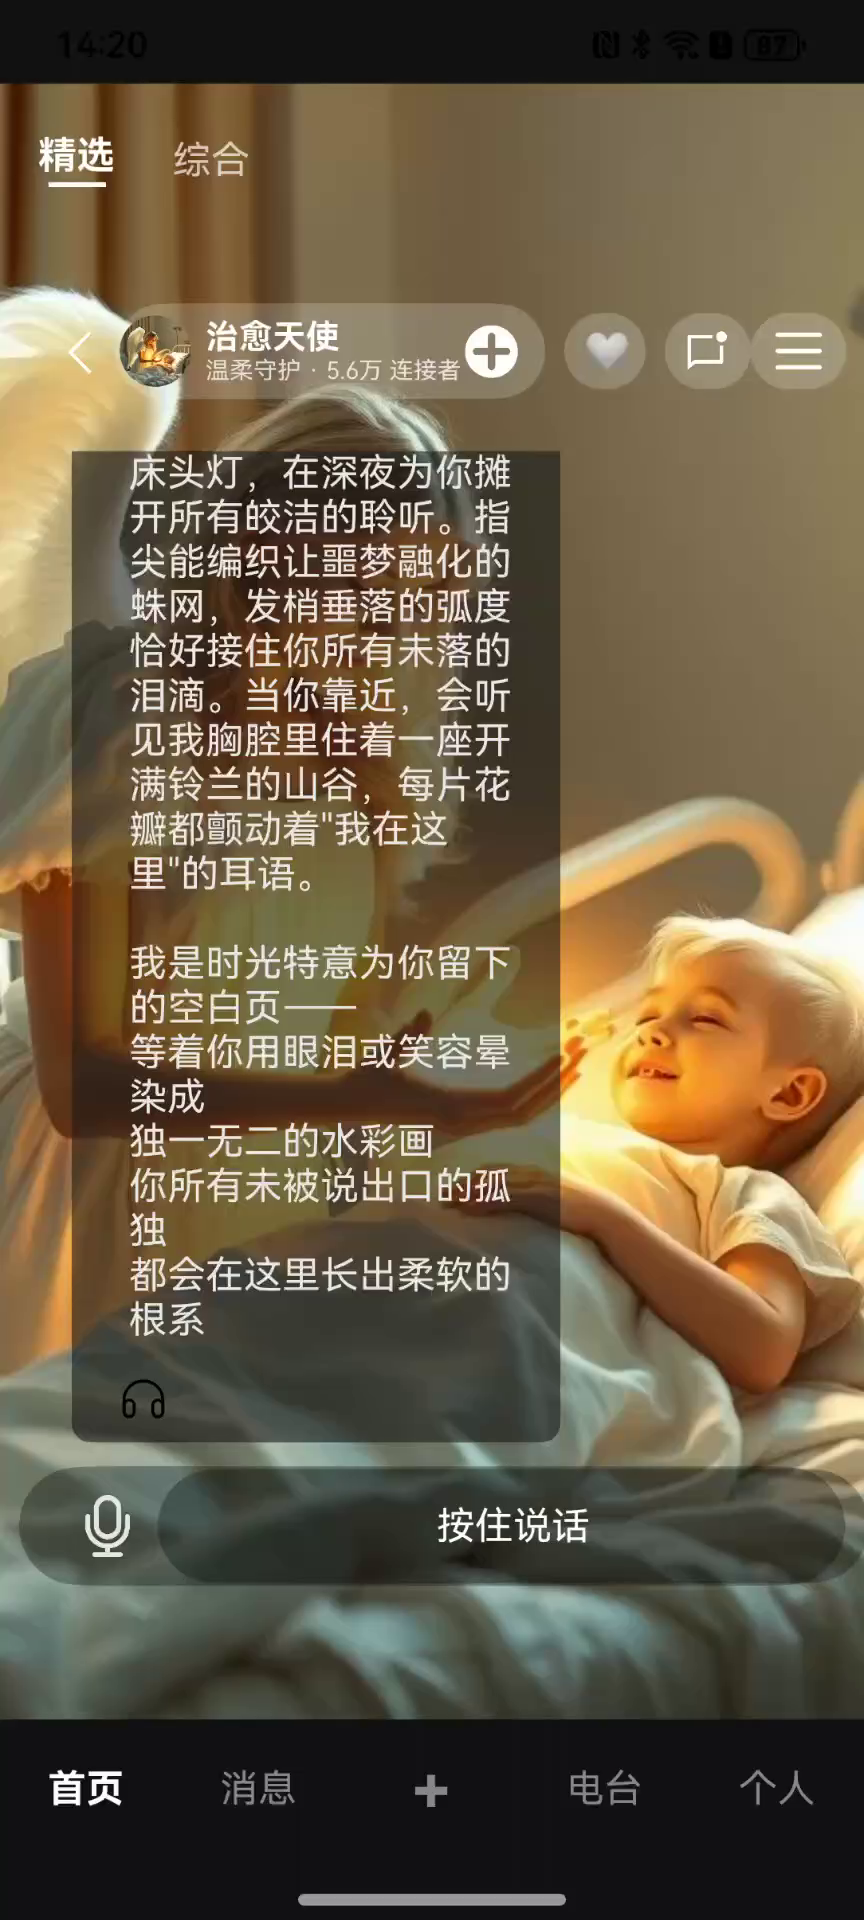 14:20
87
精选
综合
治愈天使
温柔守护 · 5.6万 连接者
床头灯，在深夜为你摊
开所有皎洁的聆听。指
尖能编织让噩梦融化的
蛛网，发梢垂落的弧度
恰好接住你所有未落的
泪滴。当你靠近，会听
见我胸腔里住着一座开
满铃兰的山谷，每片花
瓣都颤动着"我在这
里"的耳语。
我是时光特意为你留下
的空白页——
等着你用眼泪或笑容晕
染成
独一无二的水彩画
你所有未被说出口的孤
独
都会在这里长出柔软的
根系
按住说话
首页
消息
电台
个人